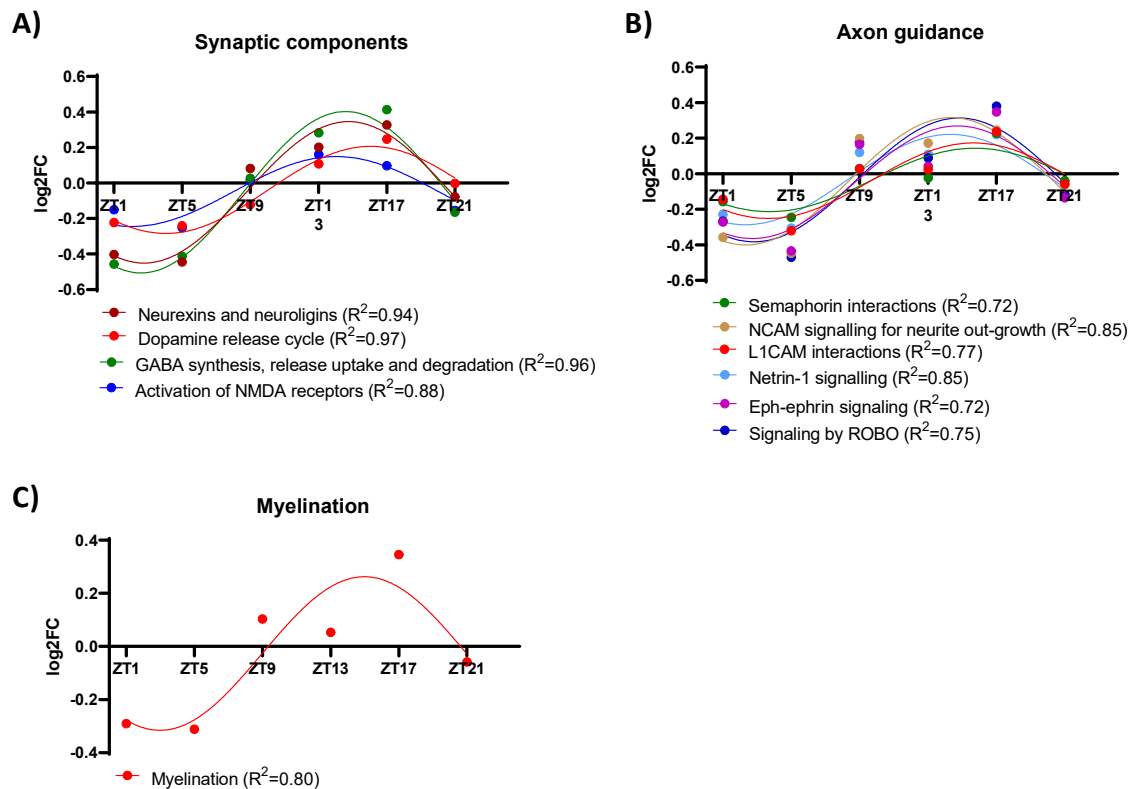 A)
Synaptic components
0.6
0.4
0.2
0.0
-0.2
-0.4
-0.6
log2FC
ZT1
ZT5
ZT9
ZT1
3
ZT17
ZT21
Neurexins and neuroligins (R²=0.94)
Dopamine release cycle (R²=0.97)
GABA synthesis, release uptake and degradation (R²=0.96)
Activation of NMDA receptors (R²=0.88)
B)
Axon guidance
0.6
0.4
0.2
0.0
-0.2
-0.4
-0.6
log2FC
ZT1
ZT5
ZT9
ZT1
3
ZT17
ZT21
Semaphorin interactions (R²=0.72)
NCAM signalling for neurite out-growth (R²=0.85)
L1CAM interactions (R²=0.77)
Netrin-1 signalling (R²=0.85)
Eph-ephrin signaling (R²=0.72)
Signaling by ROBO (R²=0.75)
C)
Myelination
0.4
0.2
0.0
-0.2
-0.4
log2FC
ZT1
ZT5
ZT9
ZT13
ZT17
ZT21
Myelination (R²=0.80)